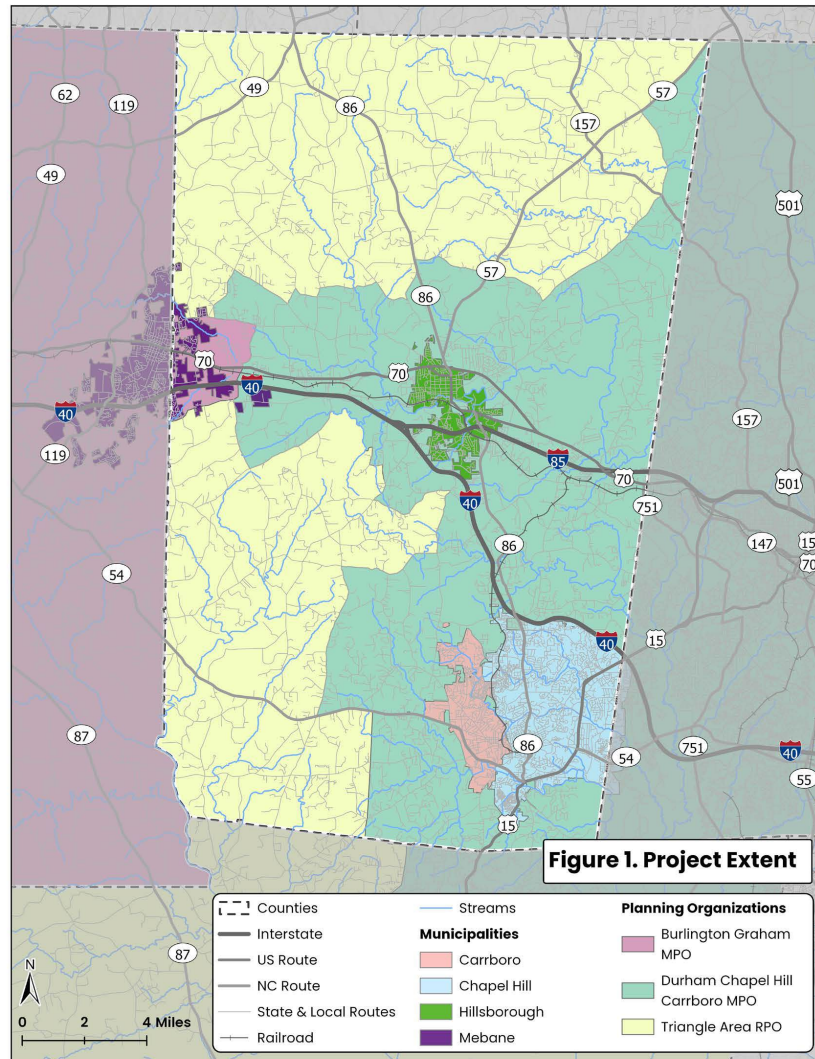 49
57
62
86
119
157
49
501
57
86
70
70
40
40
157
119
85
70
501
40
751
86
147
15
70
54
15
40
87
86
54
751
40
55
15
Figure 1. Project Extent
87
N
0 2 4 Miles
Counties
Interstate
US Route
NC Route
State & Local Routes
Railroad
Streams
Municipalities
Carrboro
Chapel Hill
Hillsborough
Mebane
Planning Organizations
Burlington Graham
MPO
Durham Chapel Hill
Carrboro MPO
Triangle Area RPO